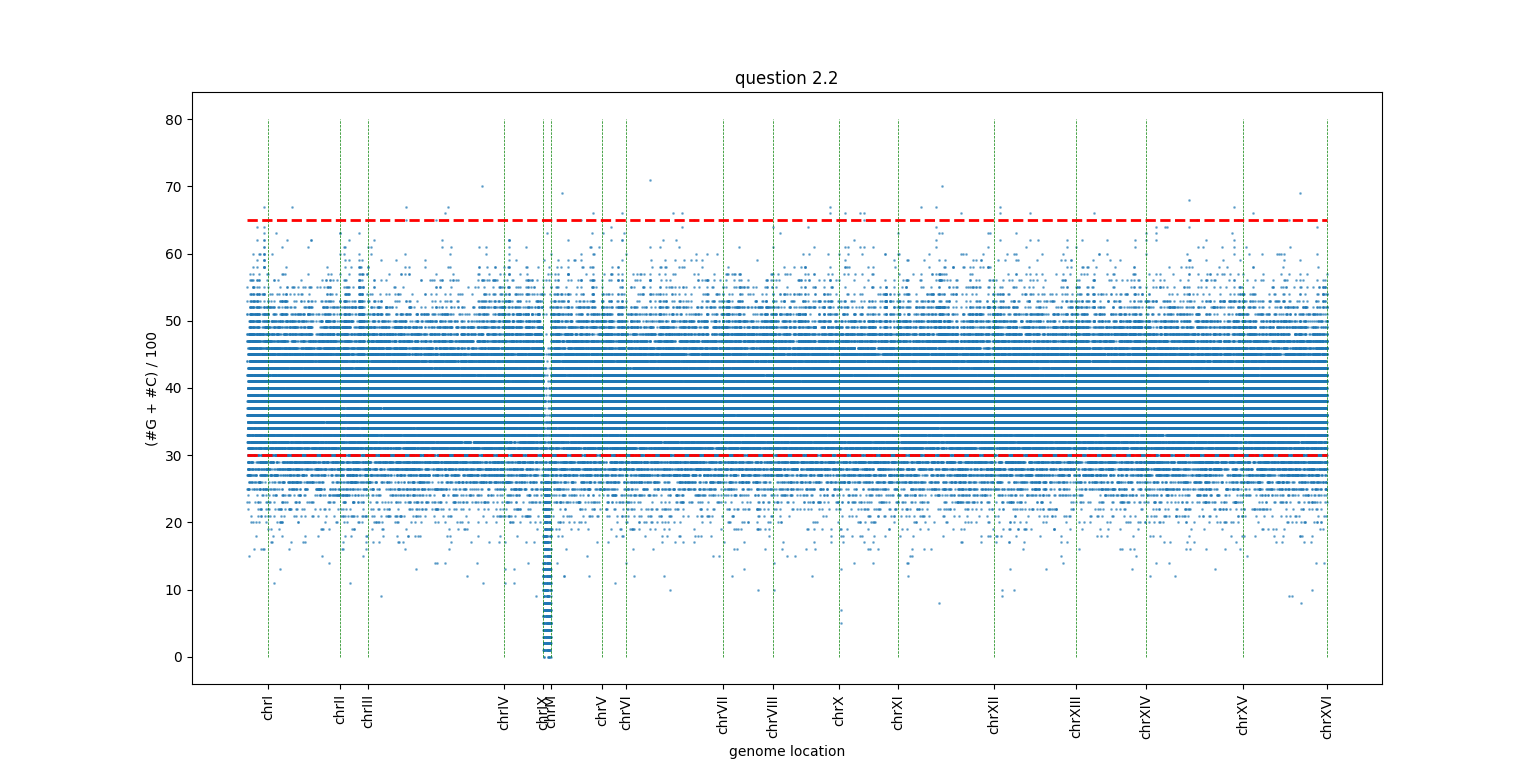 question 2.2
(#G + #C) / 100
80
70
60
50
40
30
20
10
0
chrI
chrII
chrIII
chrIV
chrIX
chrM
chrV
chrVI
chrVII
chrVIII
chrX
chrXI
chrXII
chrXIII
chrXIV
chrXV
chrXVI
genome location